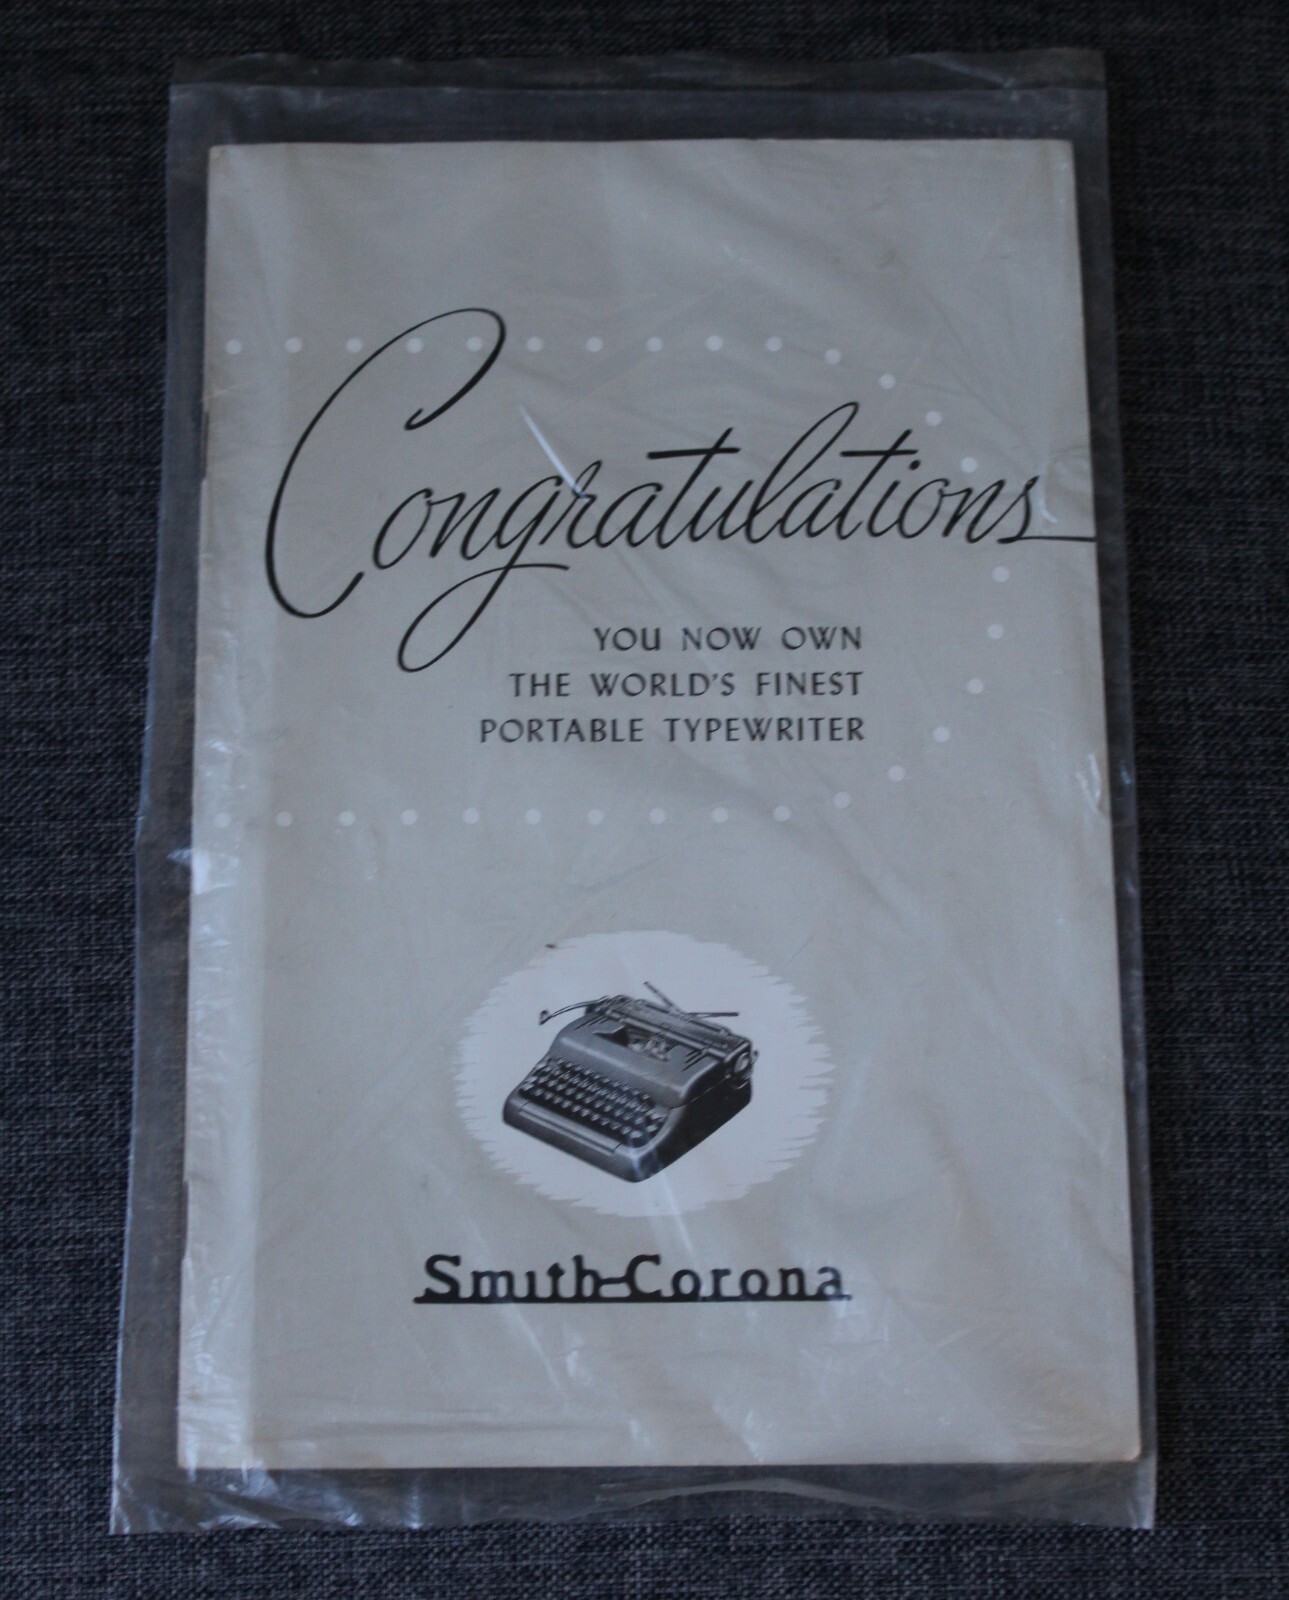 Congratulations
YOU NOW OWN
THE WORLD'S FINEST
PORTABLE TYPEWRITER
Smith-Corona